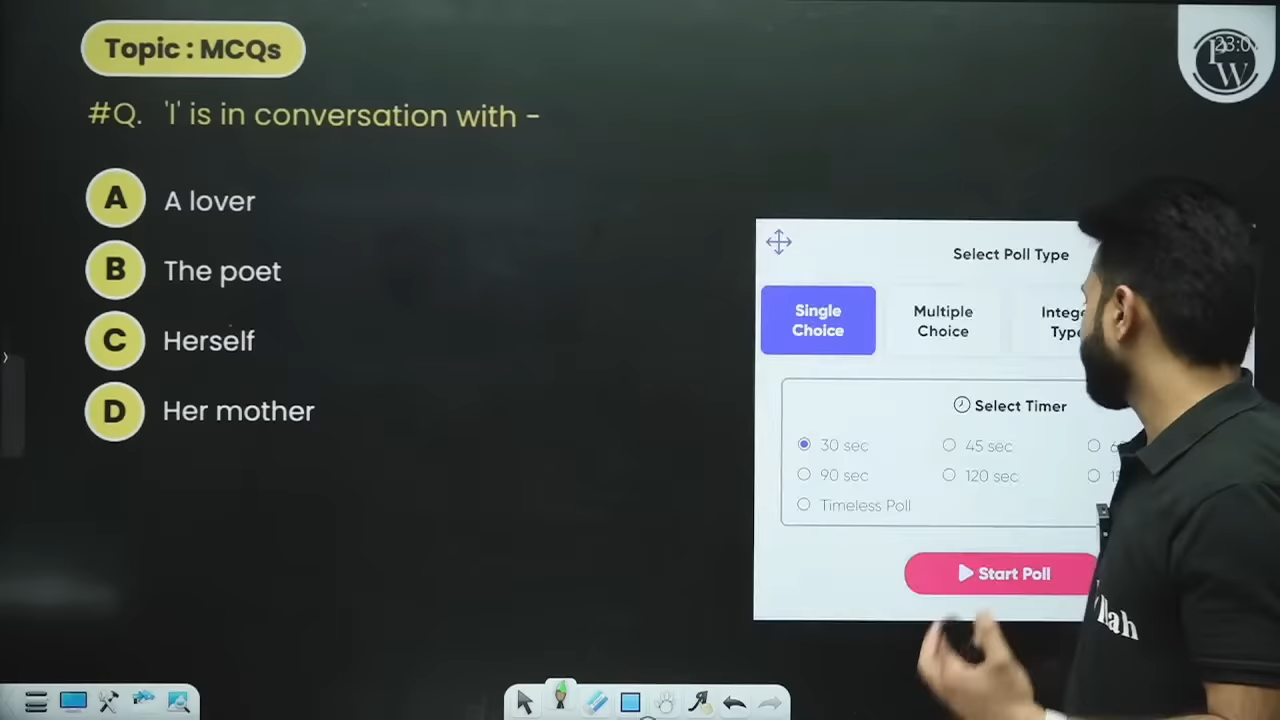 Topic : MCQs
#Q. 'I' is in conversation with -
A A lover
B The poet
C Herself
D Her mother
PW
Select Poll Type
Single Choice
Multiple Choice
Select Timer
30 sec
45 sec
90 sec
120 sec
Timeless Poll
Start Poll